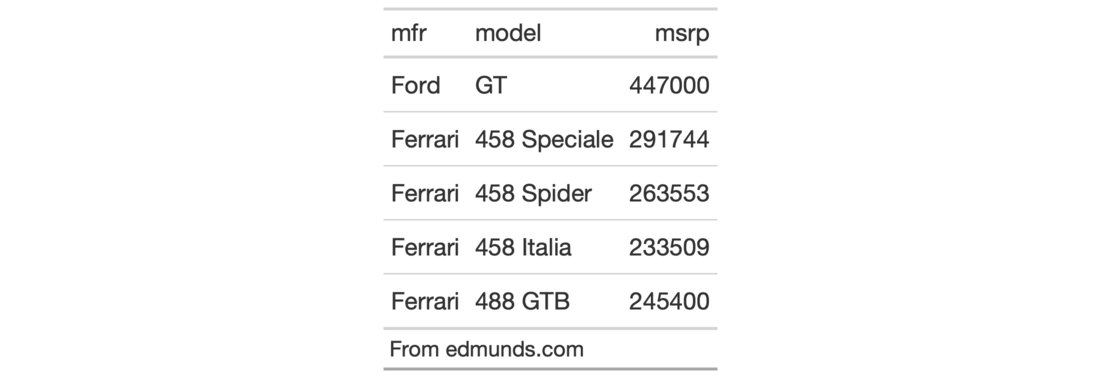 mfr model msrp
Ford GT 447000
Ferrari 458 Speciale 291744
Ferrari 458 Spider 263553
Ferrari 458 Italia 233509
Ferrari 488 GTB 245400
From edmunds.com